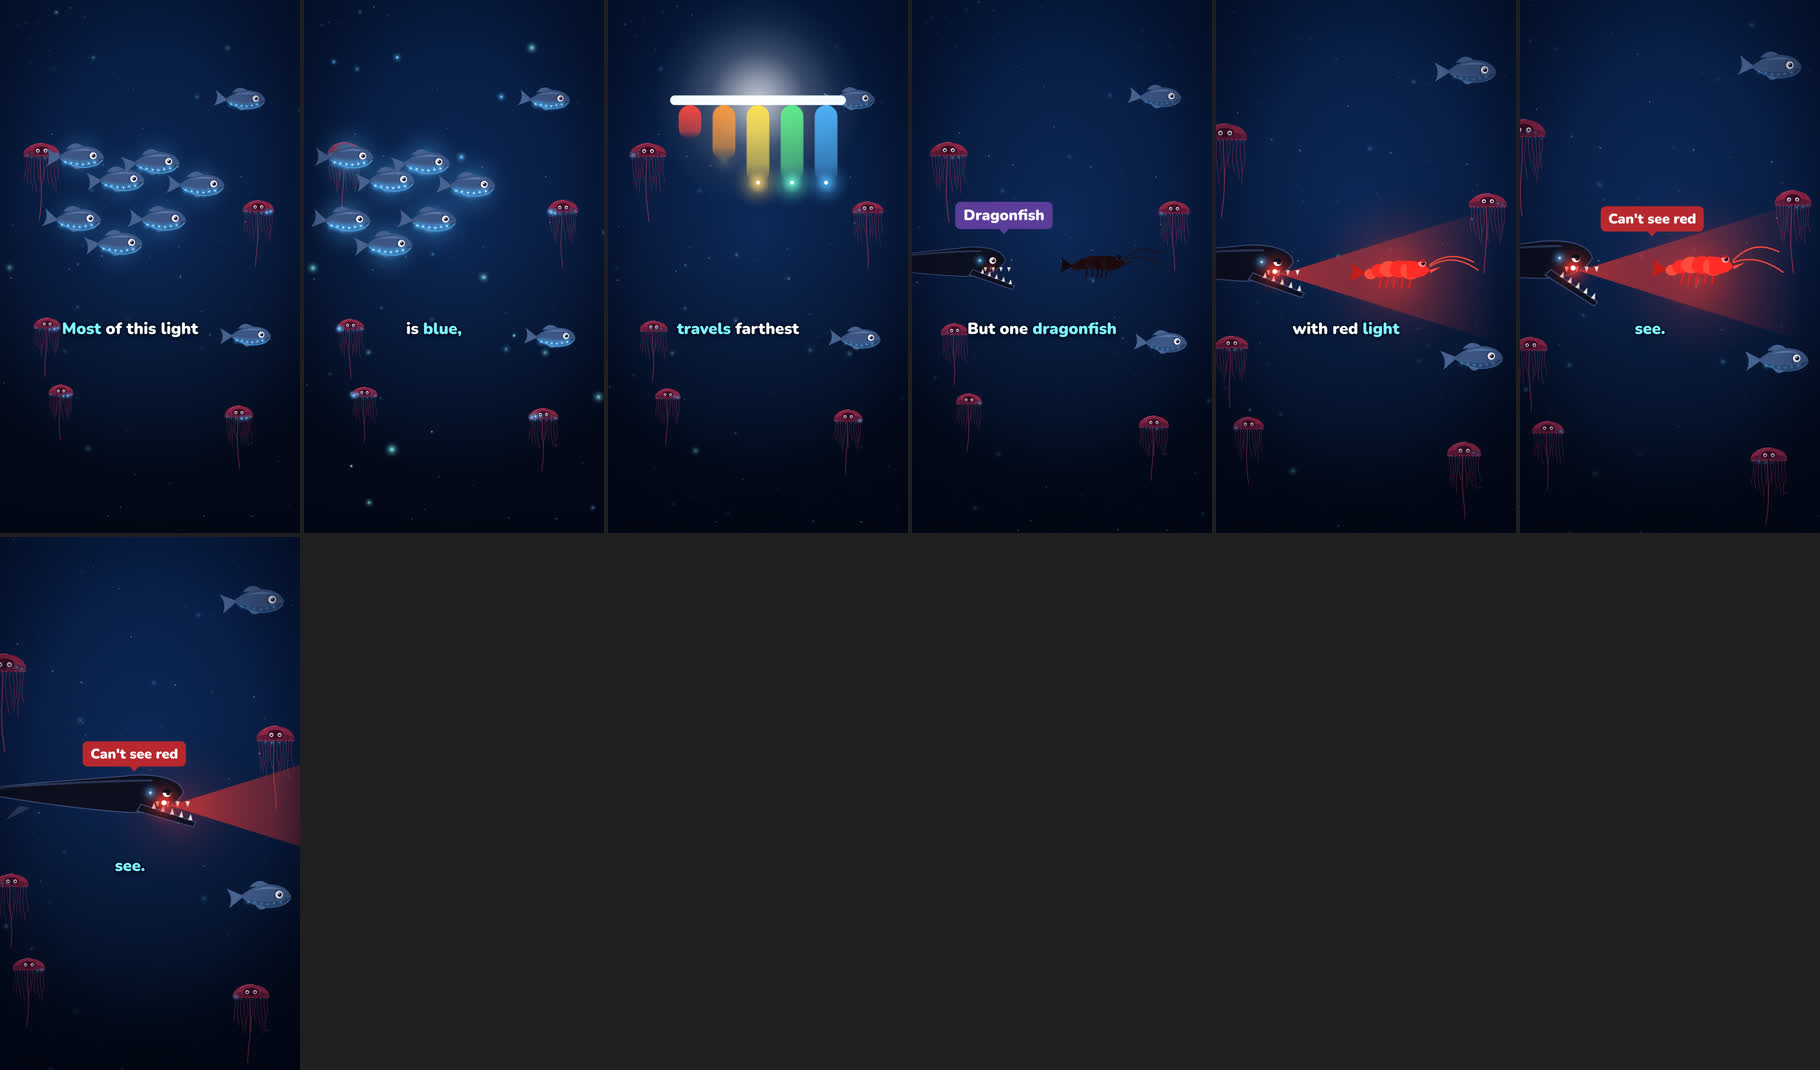 Most of this light
is blue,
travels farthest
Dragonfish
But one dragonfish
with red light
Can't see red
see.
Can't see red
see.